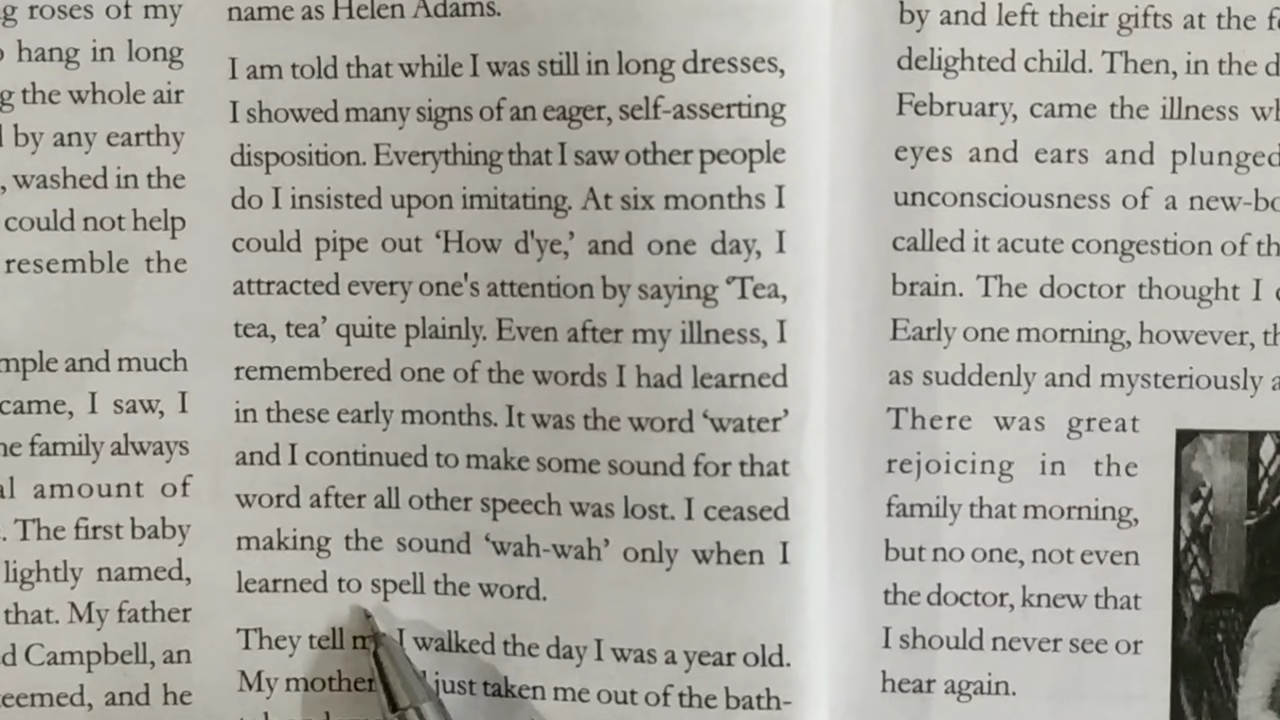 g roses of my
hang in long
g the whole air
by any earthy
, washed in the
could not help
resemble the
and much
came, I saw, I
family always
amount of
. The first baby
lightly named,
that. My father
Campbell, an
and he
name as Helen Adams.
I am told that while I was still in long dresses,
I showed many signs of an eager, self-asserting
disposition. Everything that I saw other people
do I insisted upon imitating. At six months I
could pipe out ‘How d'ye,’ and one day, I
attracted every one's attention by saying ‘Tea,
tea, tea’ quite plainly. Even after my illness, I
remembered one of the words I had learned
in these early months. It was the word ‘water’
and I continued to make some sound for that
word after all other speech was lost. I ceased
making the sound ‘wah-wah’ only when I
learned to spell the word.
They tell I walked the day I was a year old.
My mother just taken me out of the bath-
by and left their gifts at the
delighted child. Then, in the
February, came the illness
eyes and ears and plunged
unconsciousness of a
called it acute congestion of
brain. The doctor thought I
Early one morning, however,
as suddenly and mysteriously
There was great
rejoicing in the
family that morning,
but no one, not even
the doctor, knew that
I should never see or
hear again.